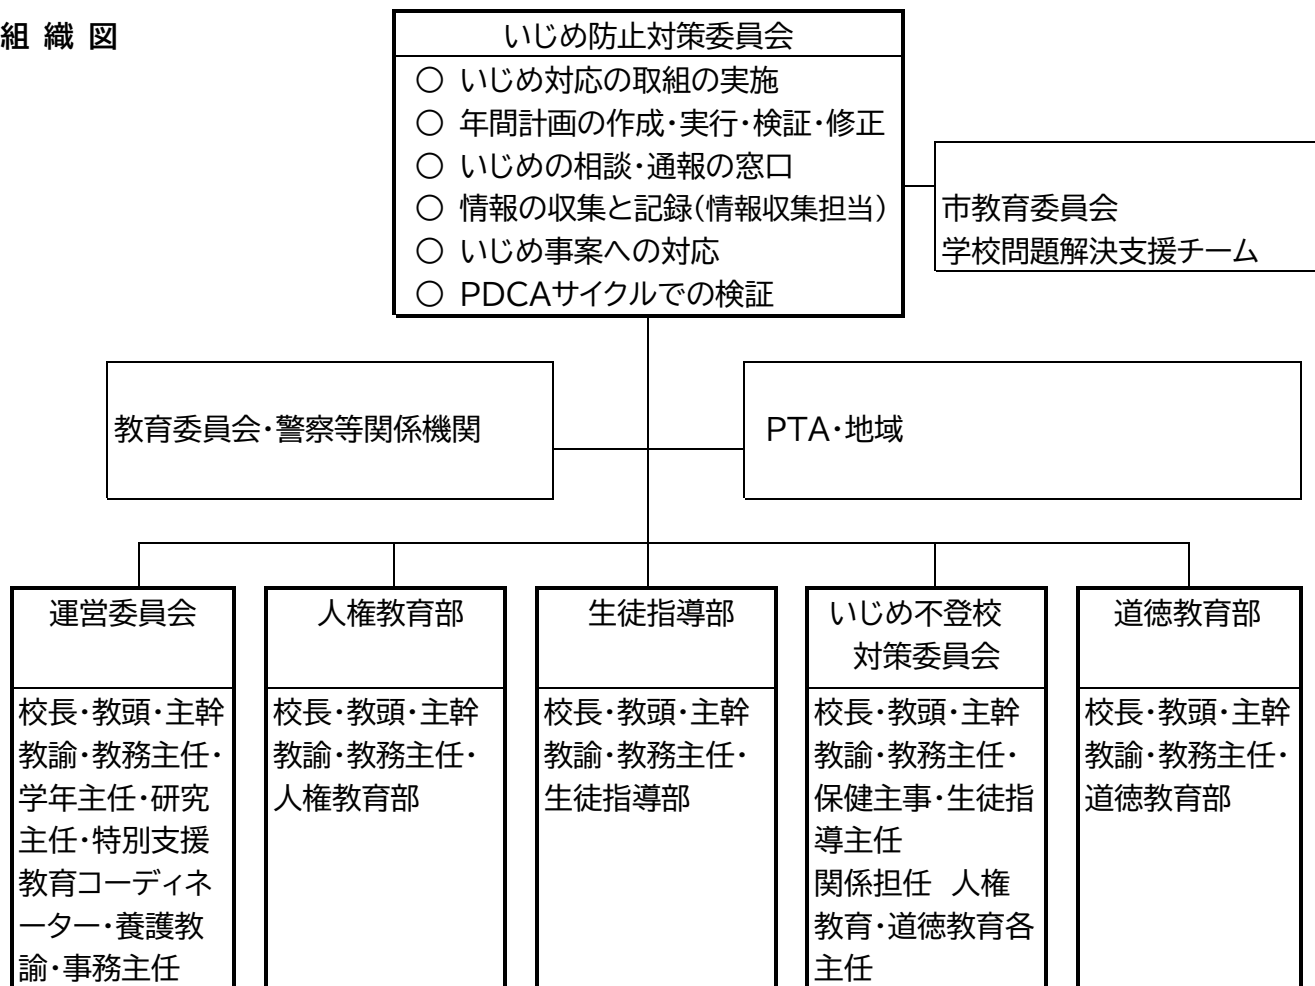 組織図
いじめ防止対策委員会
○ いじめ対応の取組の実施
○ 年間計画の作成・実行・検証・修正
○ いじめの相談・通報の窓口
○ 情報の収集と記録(情報収集担当)
○ いじめ事案への対応
○ PDCAサイクルでの検証
市教育委員会
学校問題解決支援チーム
教育委員会・警察等関係機関
PTA・地域
運営委員会
校長・教頭・主幹
教諭・教務主任・
学年主任・研究
主任・特別支援
教育コーディネ
ーター・養護教
諭・事務主任
人権教育部
校長・教頭・主幹
教諭・教務主任・
人権教育部
生徒指導部
校長・教頭・主幹
教諭・教務主任・
生徒指導部
いじめ不登校
対策委員会
校長・教頭・主幹
教諭・教務主任・
保健主事・生徒指
導主任
関係担任 人権
教育・道徳教育各
主任
道徳教育部
校長・教頭・主幹
教諭・教務主任・
道徳教育部